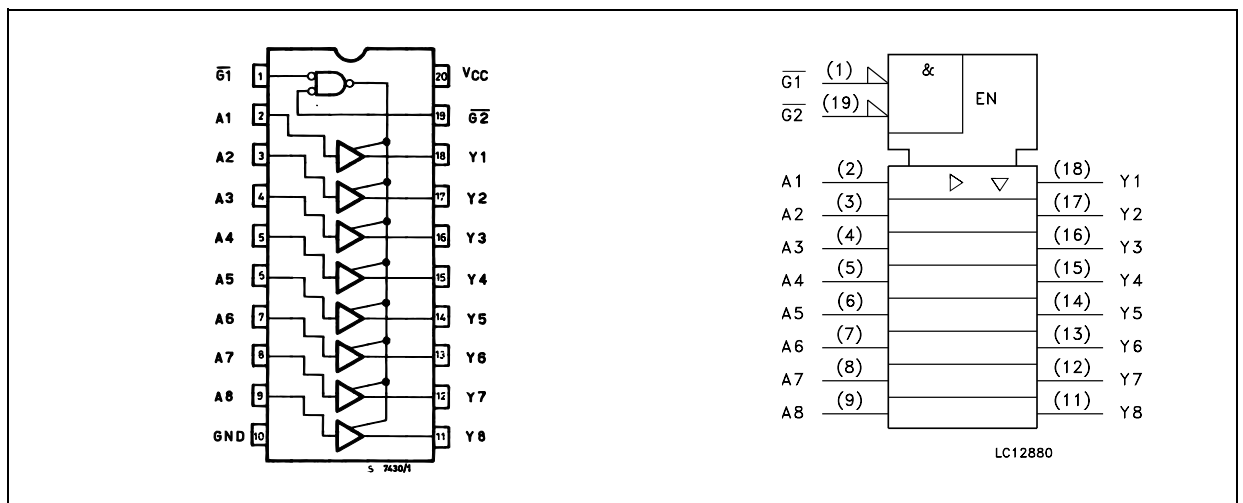 G1 1 20 VCC
A1 2 19 G2
A2 3 18 Y1
A3 4 17 Y2
A4 5 16 Y3
A5 6 15 Y4
A6 7 14 Y5
A7 8 13 Y6
A8 9 12 Y7
GND 10 11 Y8
S 7430/1
G1 (1) & EN
G2 (19)
A1 (2) (18) Y1
A2 (3) (17) Y2
A3 (4) (16) Y3
A4 (5) (15) Y4
A5 (6) (14) Y5
A6 (7) (13) Y6
A7 (8) (12) Y7
A8 (9) (11) Y8
LC12880